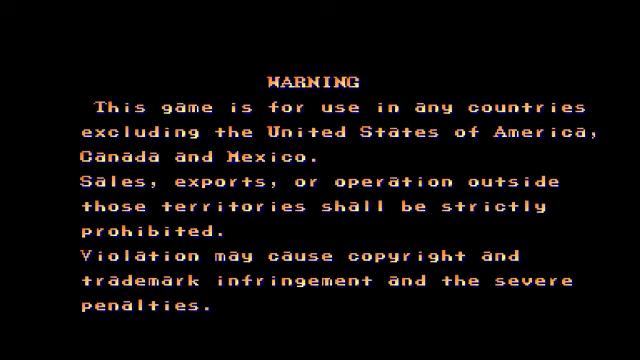 WARNING
This game is for use in any countries
excluding the United States of America,
Canada and Mexico.
Sales, exports, or operation outside
those territories shall be strictly
prohibited.
Violation may cause copyright and
trademark infringement and the severe
penalties.